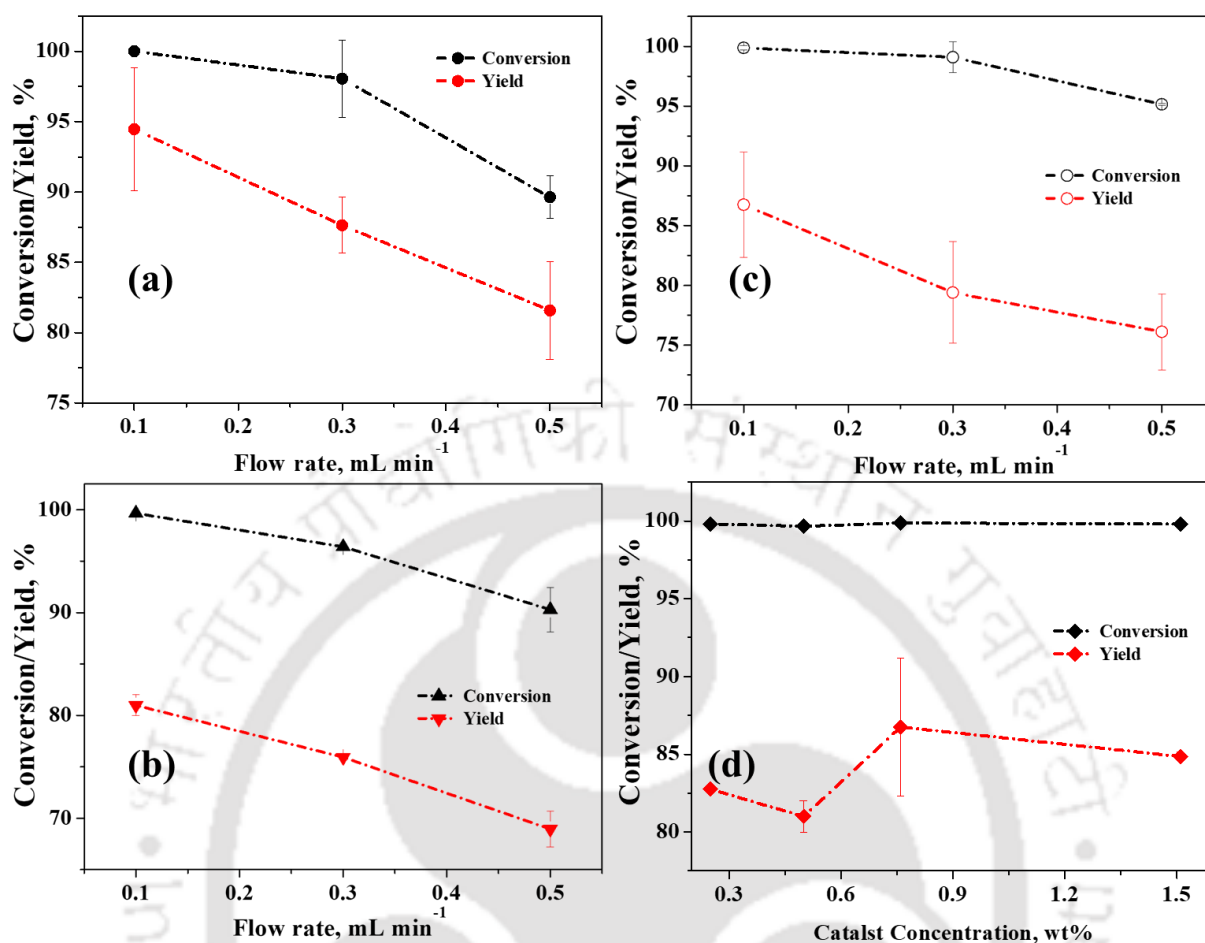 100
95
90
85
80
75
Conversion/Yield, %
Conversion
Yield
(a)
0.1 0.2 0.3 0.4 0.5
Flow rate, mL min-1
100
95
90
85
80
75
70
Conversion/Yield, %
Conversion
Yield
(c)
0.1 0.2 0.3 0.4 0.5
Flow rate, mL min-1
100
90
80
70
Conversion/Yield, %
Conversion
Yield
(b)
0.1 0.2 0.3 0.4 0.5
Flow rate, mL min-1
100
95
90
85
80
Conversion/Yield, %
Conversion
Yield
(d)
0.3 0.6 0.9 1.2 1.5
Catalst Concentration, wt%
भारतीय प्रौद्योगिकी संस्थान गुवाहाटी